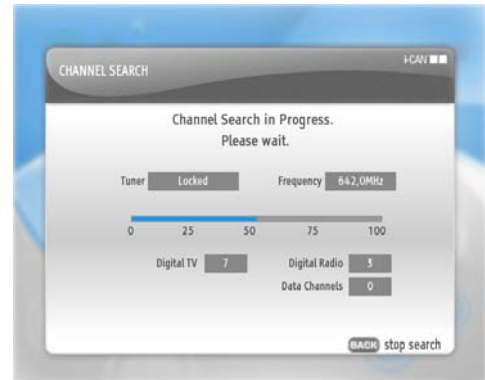 i-CAN
CHANNEL SEARCH
Channel Search in Progress.
Please wait.
Tuner Locked Frequency 642,0MHz
0 25 50 75 100
Digital TV 7 Digital Radio 3
Data Channels 0
BACK stop search